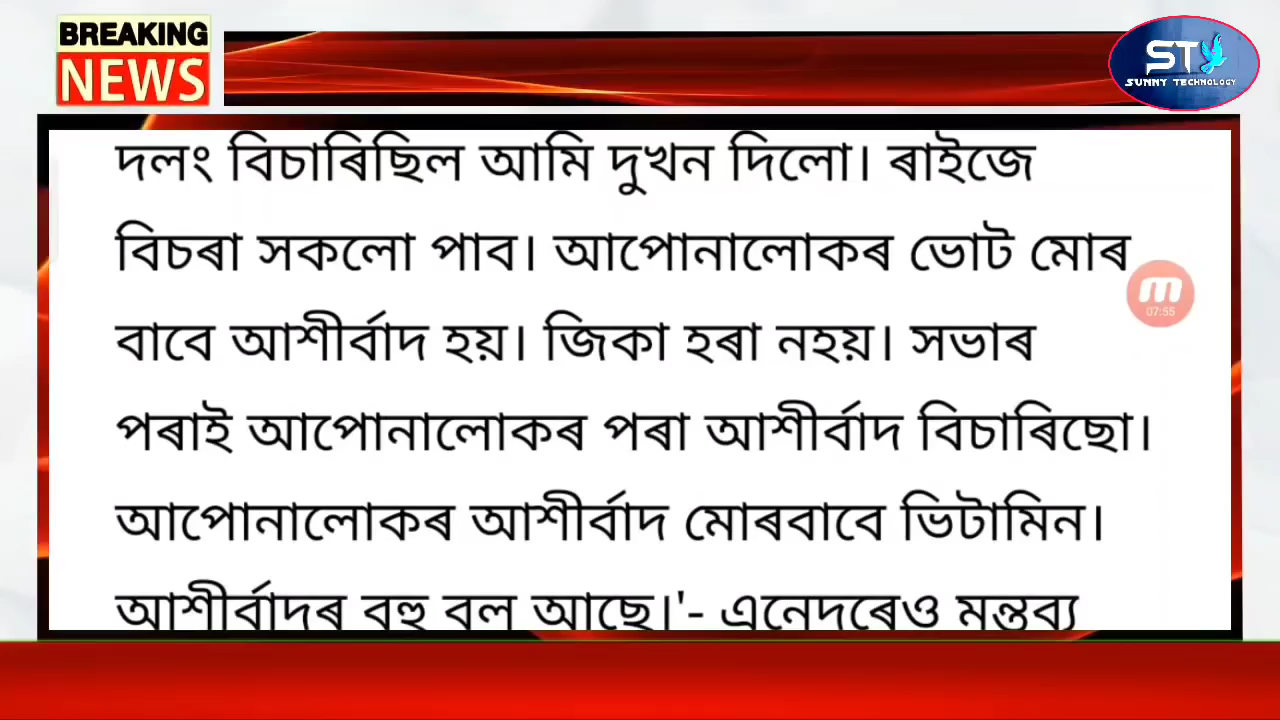 BREAKING
NEWS
ST
SUNNY TECHNOLOGY
দলং বিচাৰিছিল আমি দুখন দিলো। ৰাইজে
বিচৰা সকলো পাব। আপোনালোকৰ ভোট মোৰ
বাবে আশীৰ্বাদ হয়। জিকা হৰা নহয়। সভাৰ
পৰাই আপোনালোকৰ পৰা আশীৰ্বাদ বিচাৰিছো।
আপোনালোকৰ আশীৰ্বাদ মোৰবাবে ভিটামিন।
আশীৰ্বাদৰ বহু বল আছে।'- এনেদৰেও মন্তব্য
07:55